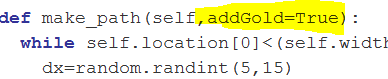 def make_path(self,addGold=True):
while self.location[0]<(self.width
dx=random.randint(5,15)